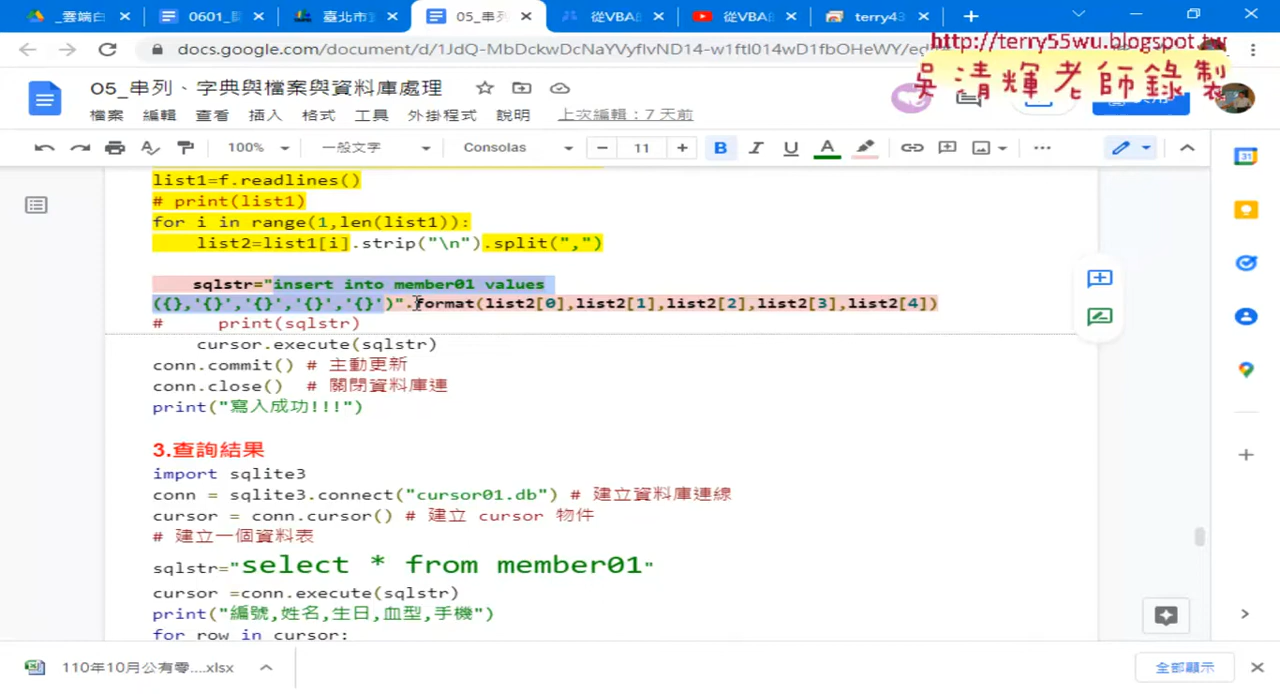 雲端白
0601_
臺北市
05_串列
從VBA
從VBA
terry43
docs.google.com/document/d/1JdQ-MbDckwDcNaYVyflvND14-w1ftI014wD1fbOHeWY/ed
http://terry55wu.blogspot.tw
吳清輝老師錄製
05_串列、字典與檔案與資料庫處理
檔案 編輯 查看 插入 格式 工具 外掛程式 說明 上次編輯：7 天前
100% 一般文字 Consolas 11 B I U A
list1=f.readlines()
# print(list1)
for i in range(1,len(list1)):
list2=list1[i].strip("\n").split(",")
sqlstr="insert into member01 values
({},'{}','{}','{}','{}')".format(list2[0],list2[1],list2[2],list2[3],list2[4])
# print(sqlstr)
cursor.execute(sqlstr)
conn.commit() # 主動更新
conn.close() # 關閉資料庫連
print("寫入成功!!!")
3.查詢結果
import sqlite3
conn = sqlite3.connect("cursor01.db") # 建立資料庫連線
cursor = conn.cursor() # 建立 cursor 物件
# 建立一個資料表
sqlstr="select * from member01"
cursor =conn.execute(sqlstr)
print("編號,姓名,生日,血型,手機")
for row in cursor:
110年10月公有零....xlsx
全部顯示